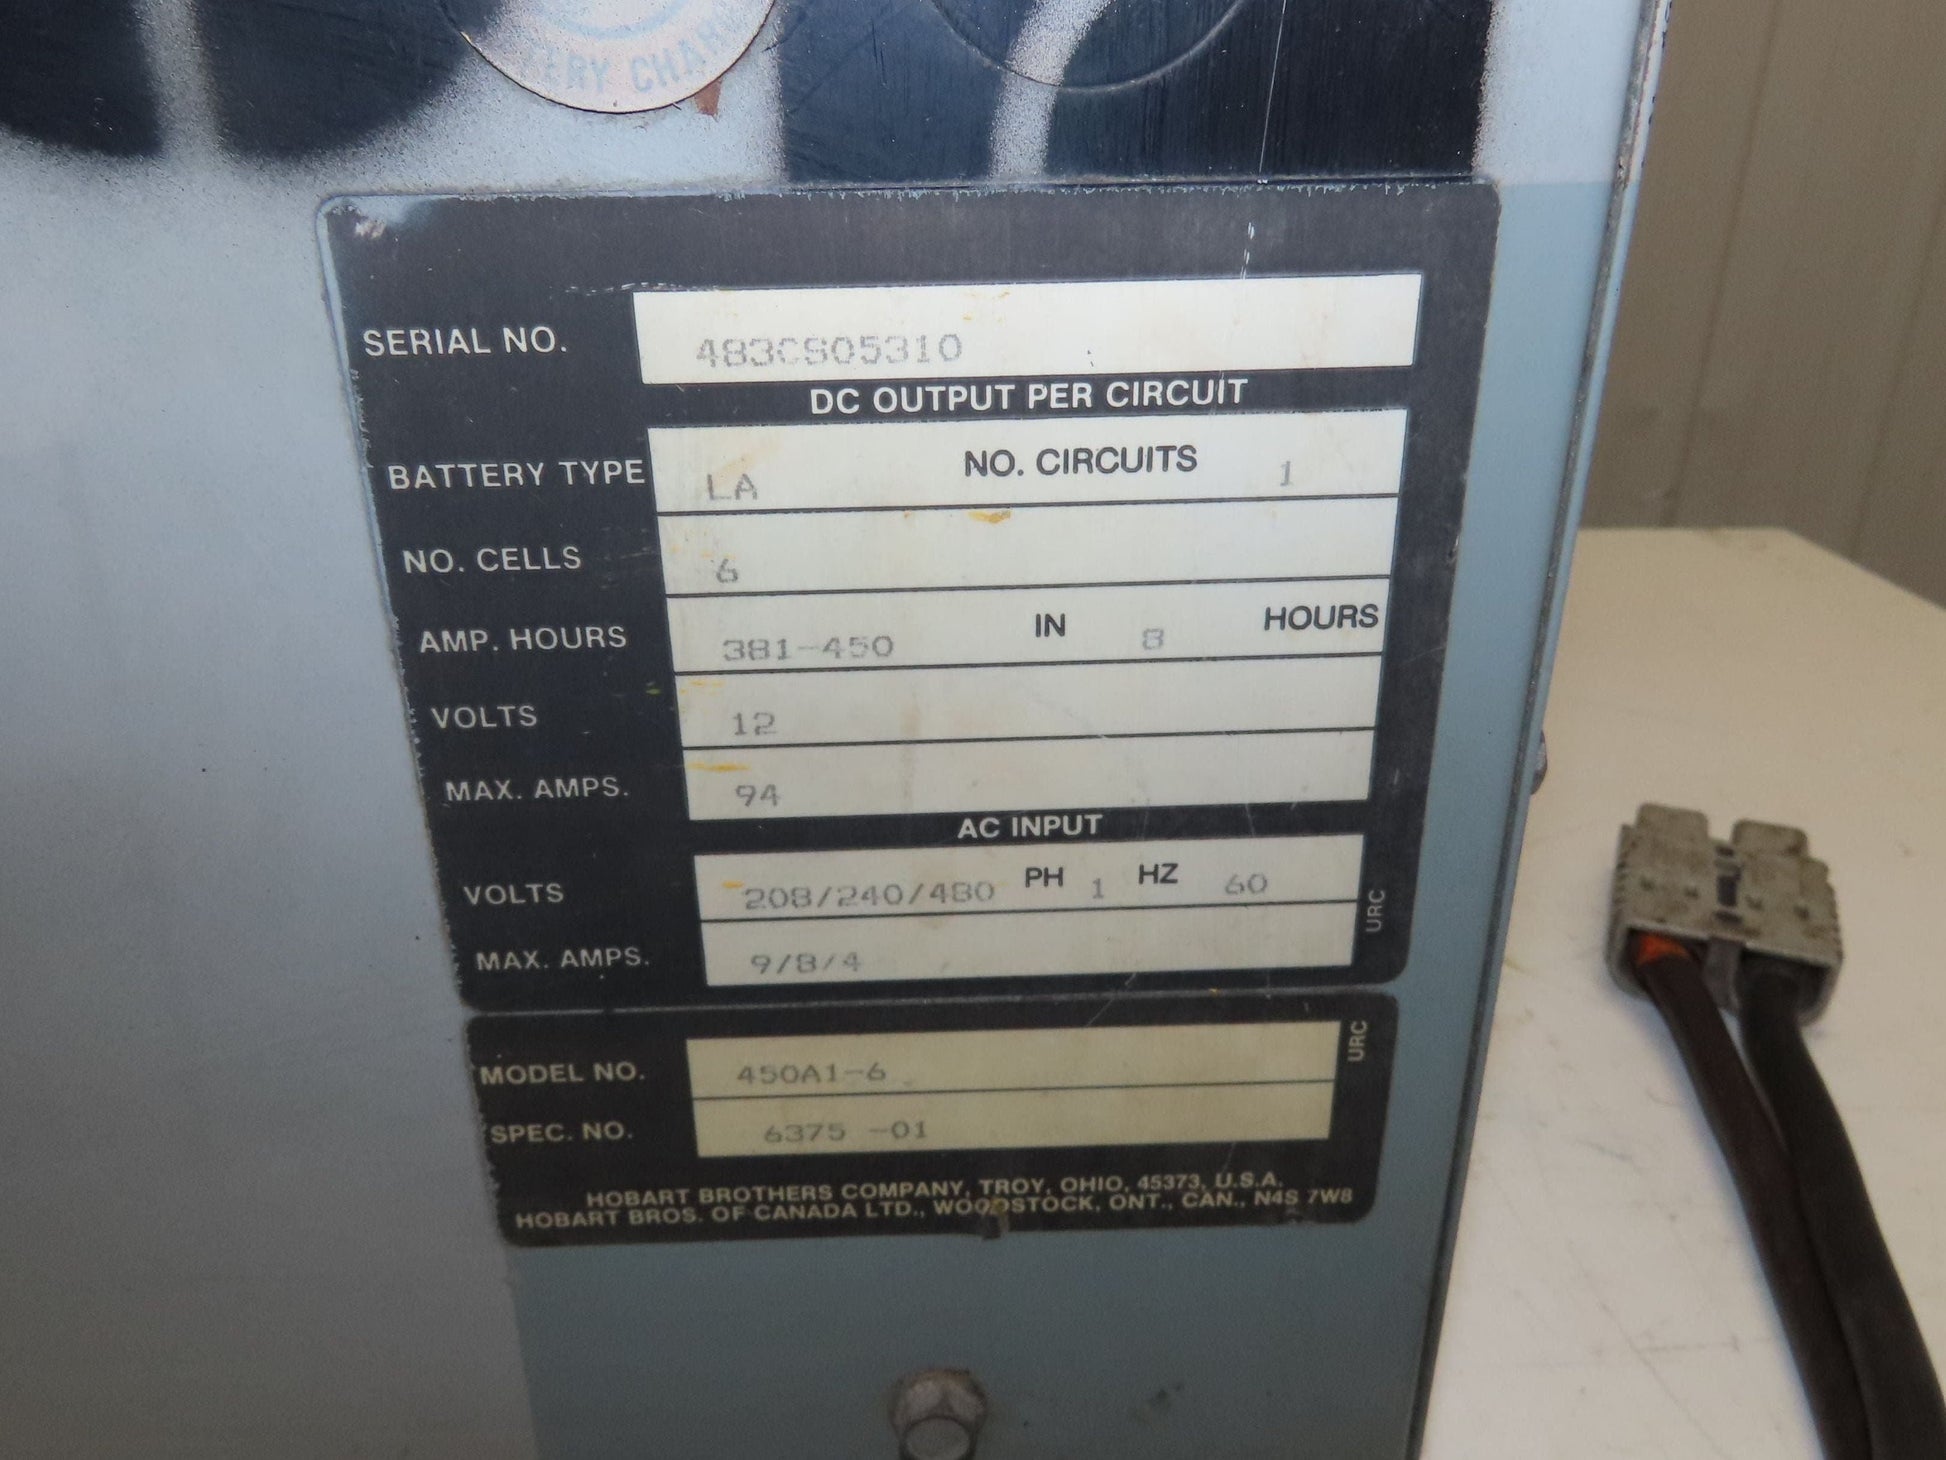 BATTERY CHAR
SERIAL NO. 483CS05310
DC OUTPUT PER CIRCUIT
BATTERY TYPE LA NO. CIRCUITS 1
NO. CELLS 6
AMP. HOURS 381-450 IN 8 HOURS
VOLTS 12
MAX. AMPS. 94
AC INPUT
VOLTS 208/240/480 PH 1 HZ 60
MAX. AMPS. 9/8/4
URC
MODEL NO. 450A1-6
URC
SPEC. NO. 6375 -01
HOBART BROTHERS COMPANY, TROY, OHIO, 45373, U.S.A.
HOBART BROS. OF CANADA LTD., WOODSTOCK, ONT., CAN., N4S 7W8